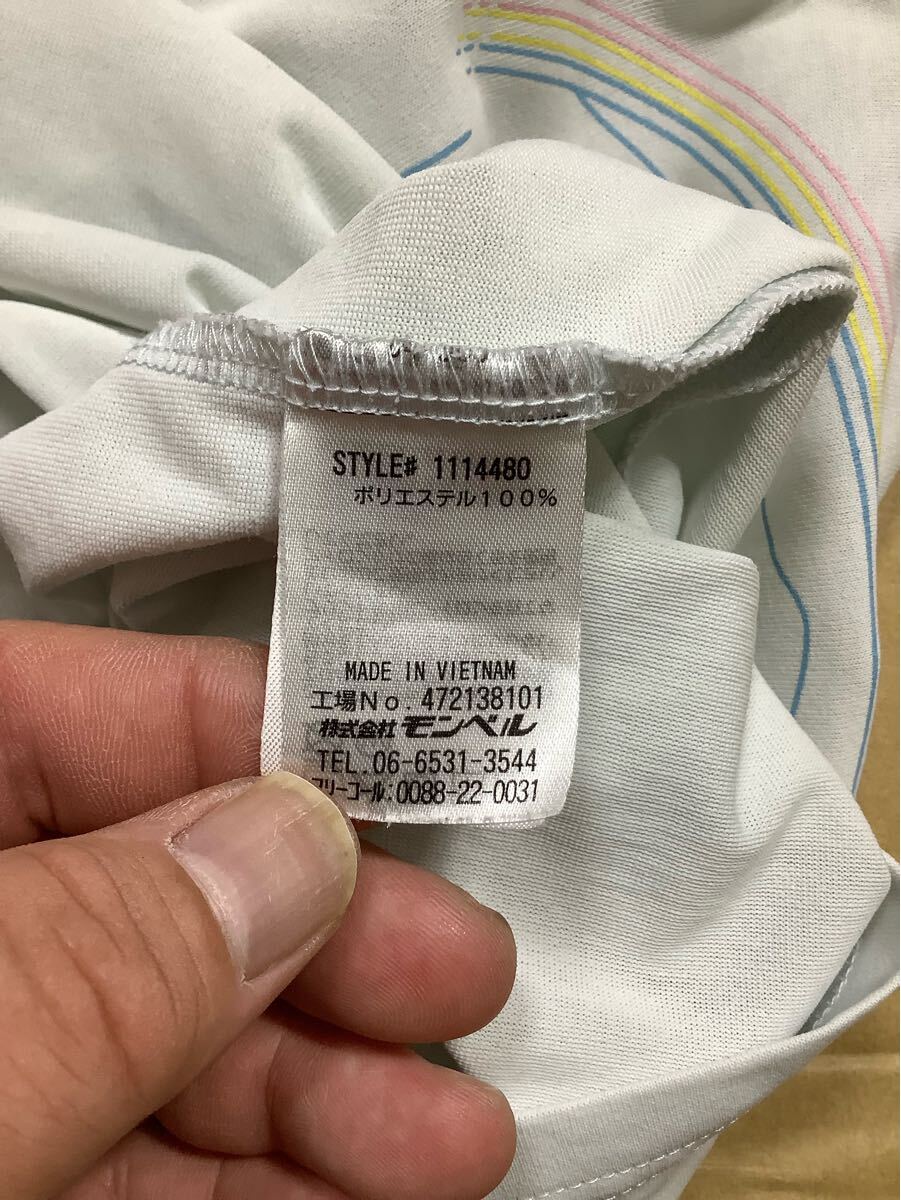 STYLE# 1114480
ポリエステル１００％
MADE IN VIETNAM
工場Ｎｏ．472138101
株式会社 モンベル
TEL.06-6531-3544
フリーコール:0088-22-0031